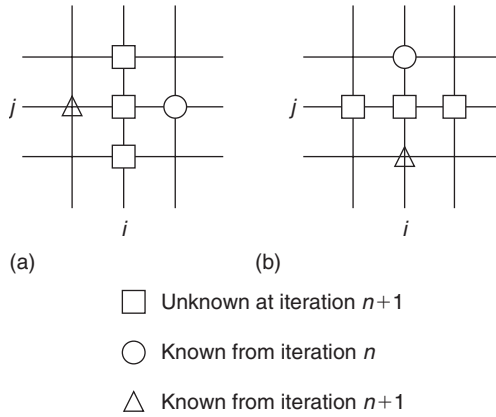 j
i
(a)
j
i
(b)
Unknown at iteration n+1
Known from iteration n
Known from iteration n+1